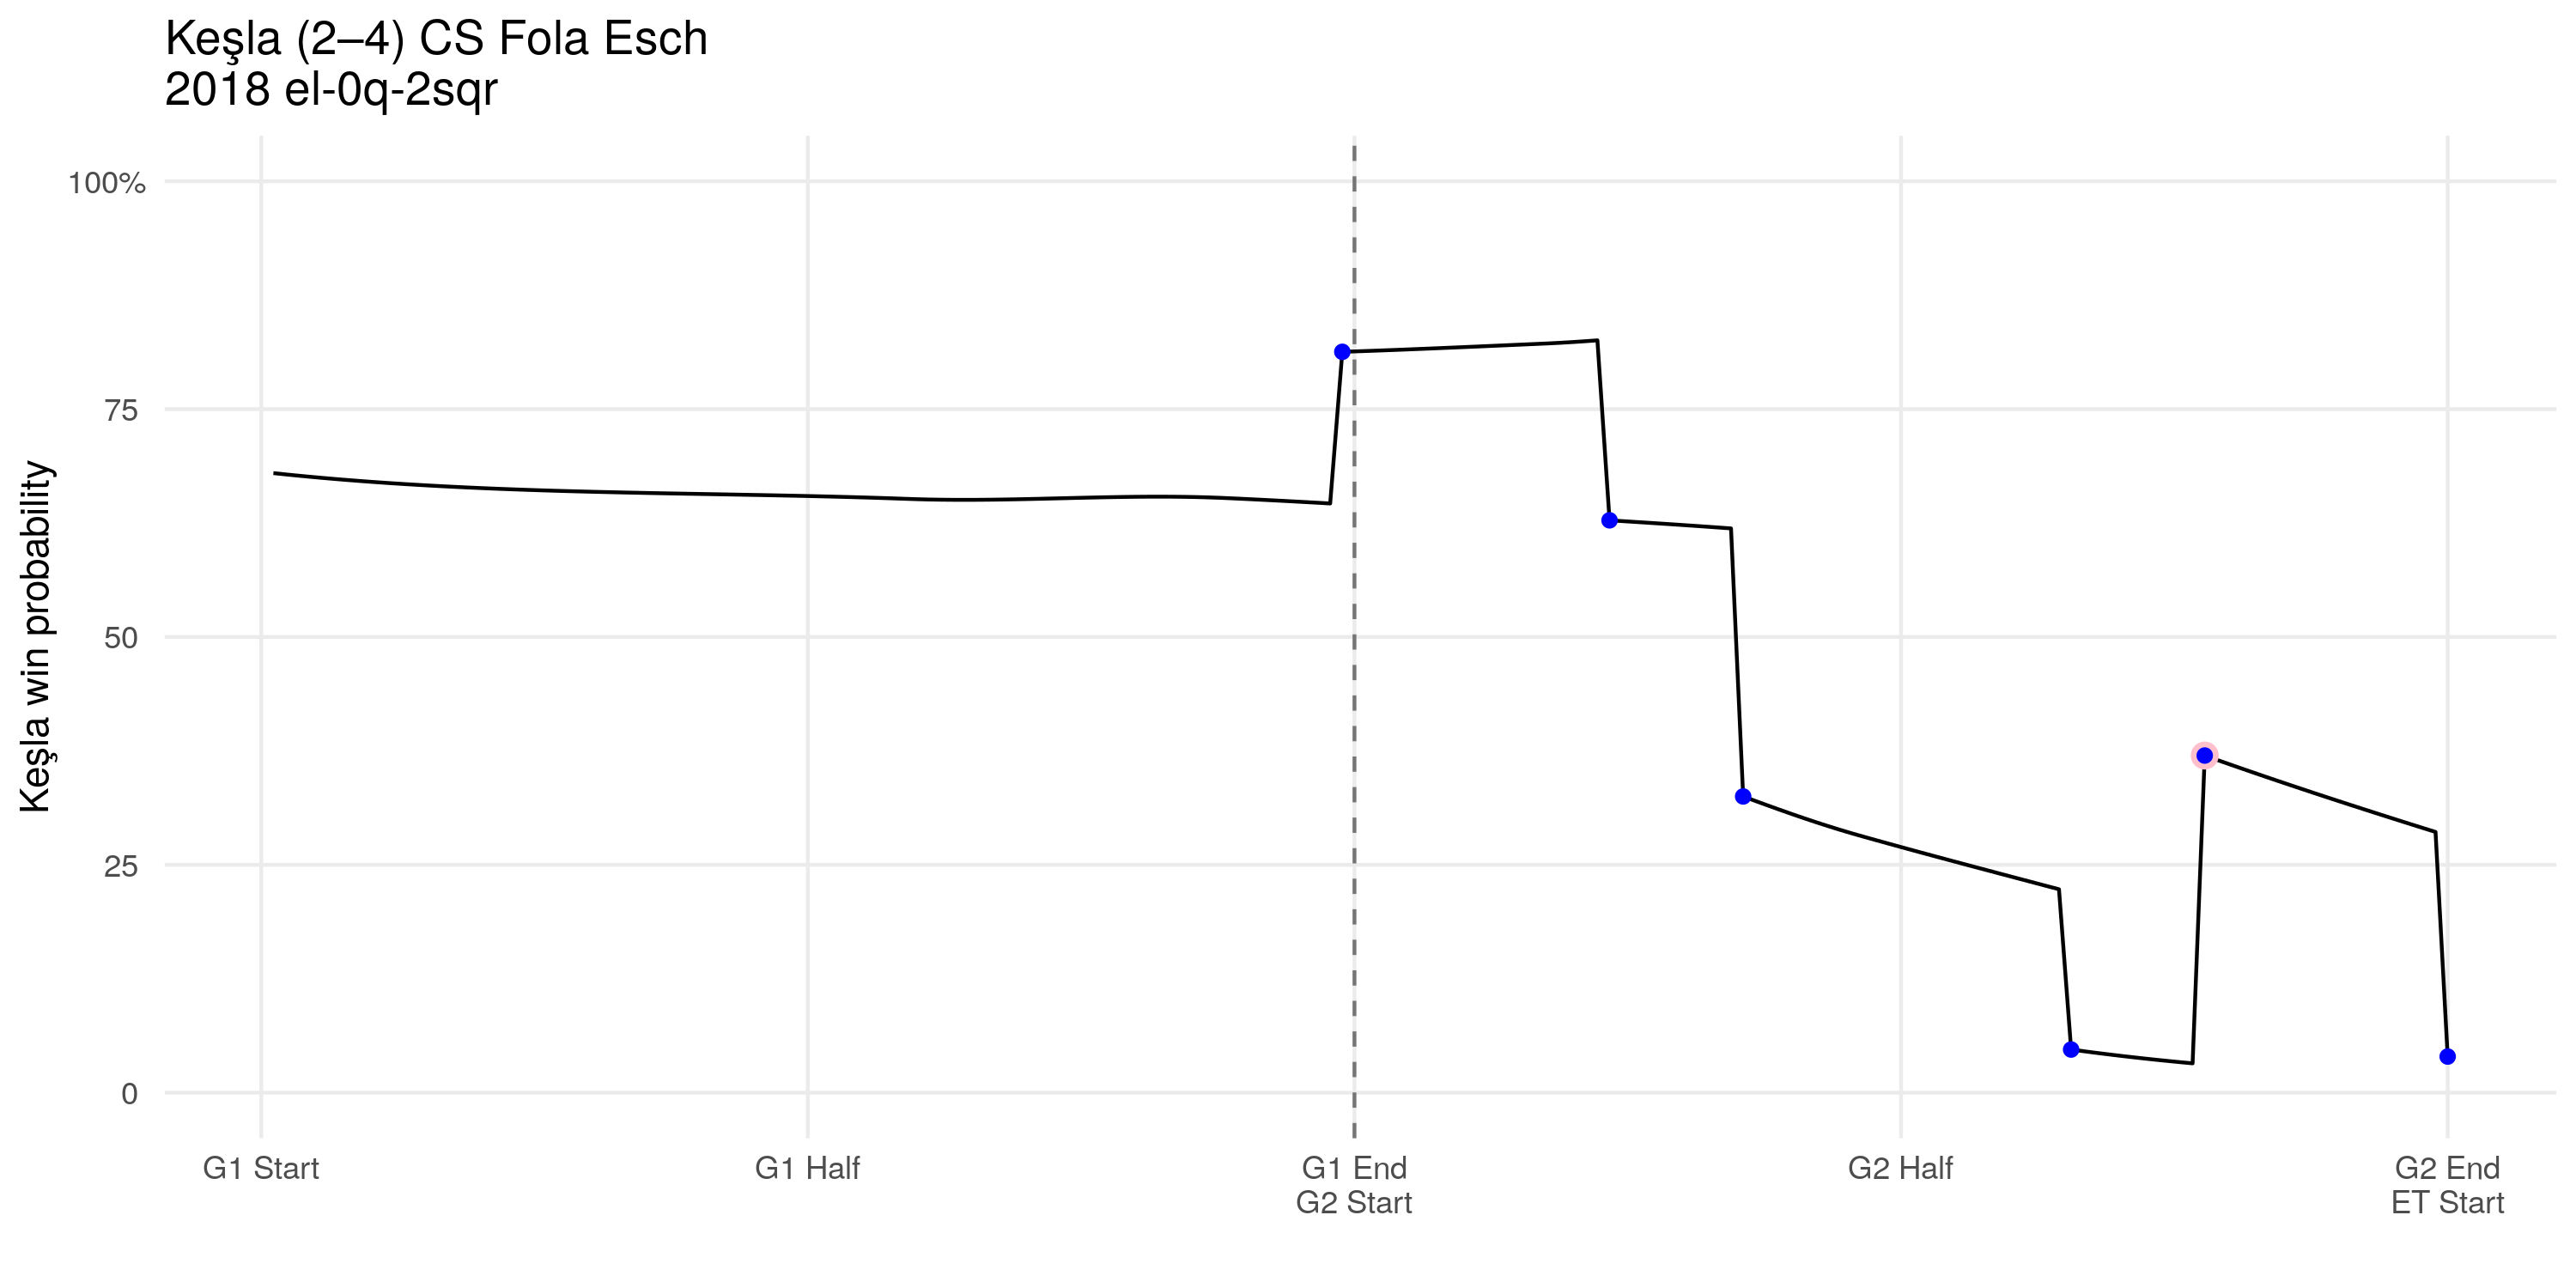 Keşla (2–4) CS Fola Esch
2018 el-0q-2sqr
Keşla win probability
100%
75
50
25
0
G1 Start
G1 Half
G1 End
G2 Start
G2 Half
G2 End
ET Start